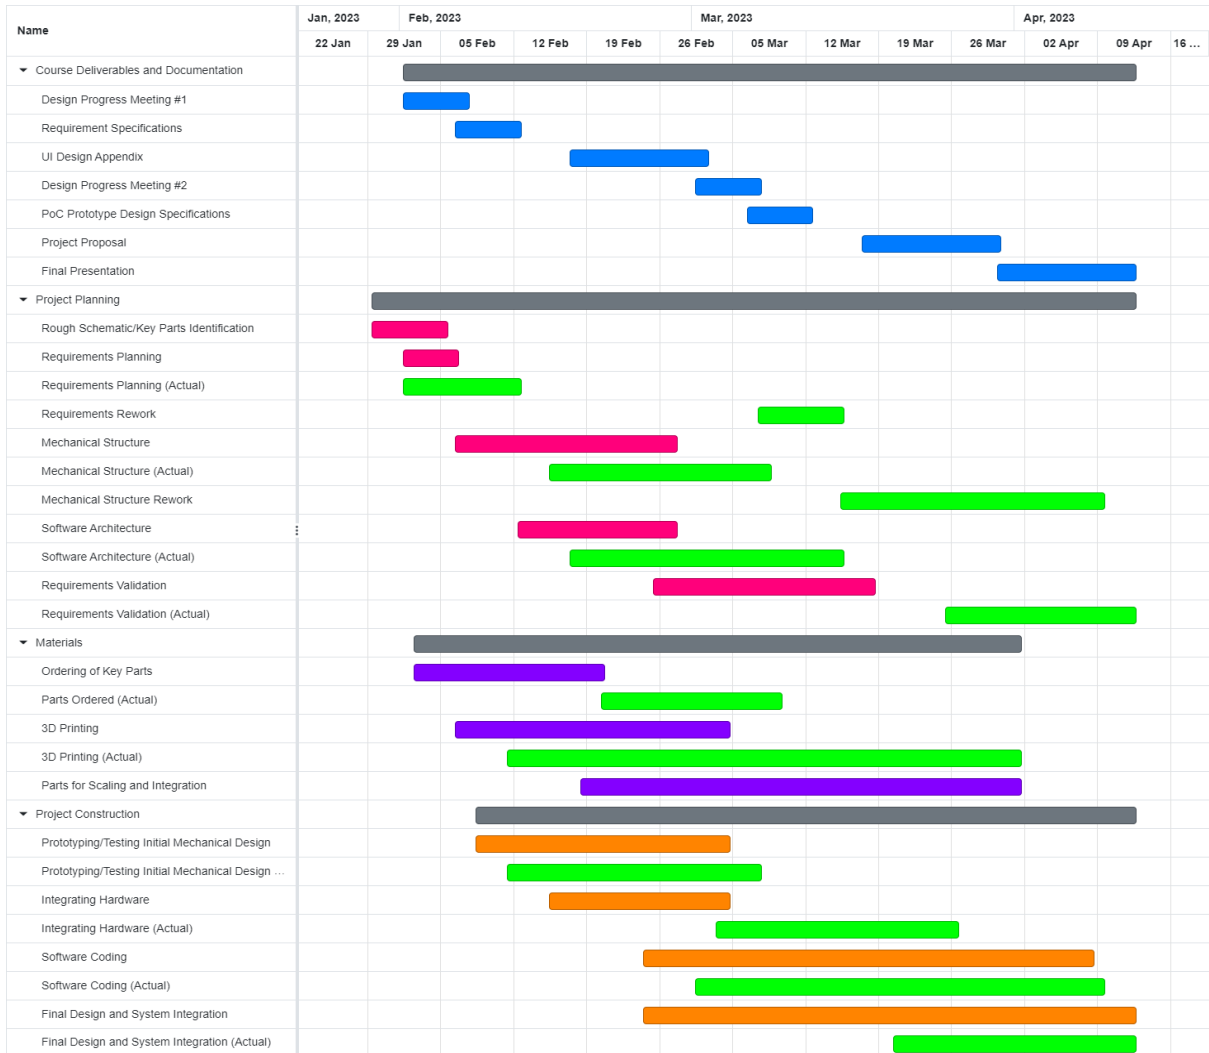 Name
Jan, 2023 Feb, 2023 Mar, 2023 Apr, 2023
22 Jan 29 Jan 05 Feb 12 Feb 19 Feb 26 Feb 05 Mar 12 Mar 19 Mar 26 Mar 02 Apr 09 Apr 16 ...
Course Deliverables and Documentation
Design Progress Meeting #1
Requirement Specifications
UI Design Appendix
Design Progress Meeting #2
PoC Prototype Design Specifications
Project Proposal
Final Presentation
Project Planning
Rough Schematic/Key Parts Identification
Requirements Planning
Requirements Planning (Actual)
Requirements Rework
Mechanical Structure
Mechanical Structure (Actual)
Mechanical Structure Rework
Software Architecture
Software Architecture (Actual)
Requirements Validation
Requirements Validation (Actual)
Materials
Ordering of Key Parts
Parts Ordered (Actual)
3D Printing
3D Printing (Actual)
Parts for Scaling and Integration
Project Construction
Prototyping/Testing Initial Mechanical Design
Prototyping/Testing Initial Mechanical Design ...
Integrating Hardware
Integrating Hardware (Actual)
Software Coding
Software Coding (Actual)
Final Design and System Integration
Final Design and System Integration (Actual)